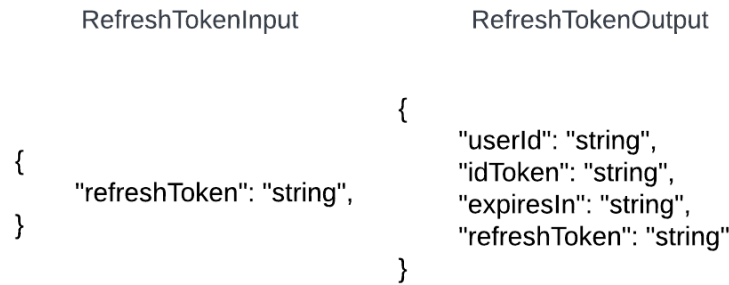 RefreshTokenInput
{
"refreshToken": "string",
}
RefreshTokenOutput
{
"userId": "string",
"idToken": "string",
"expiresIn": "string",
"refreshToken": "string"
}